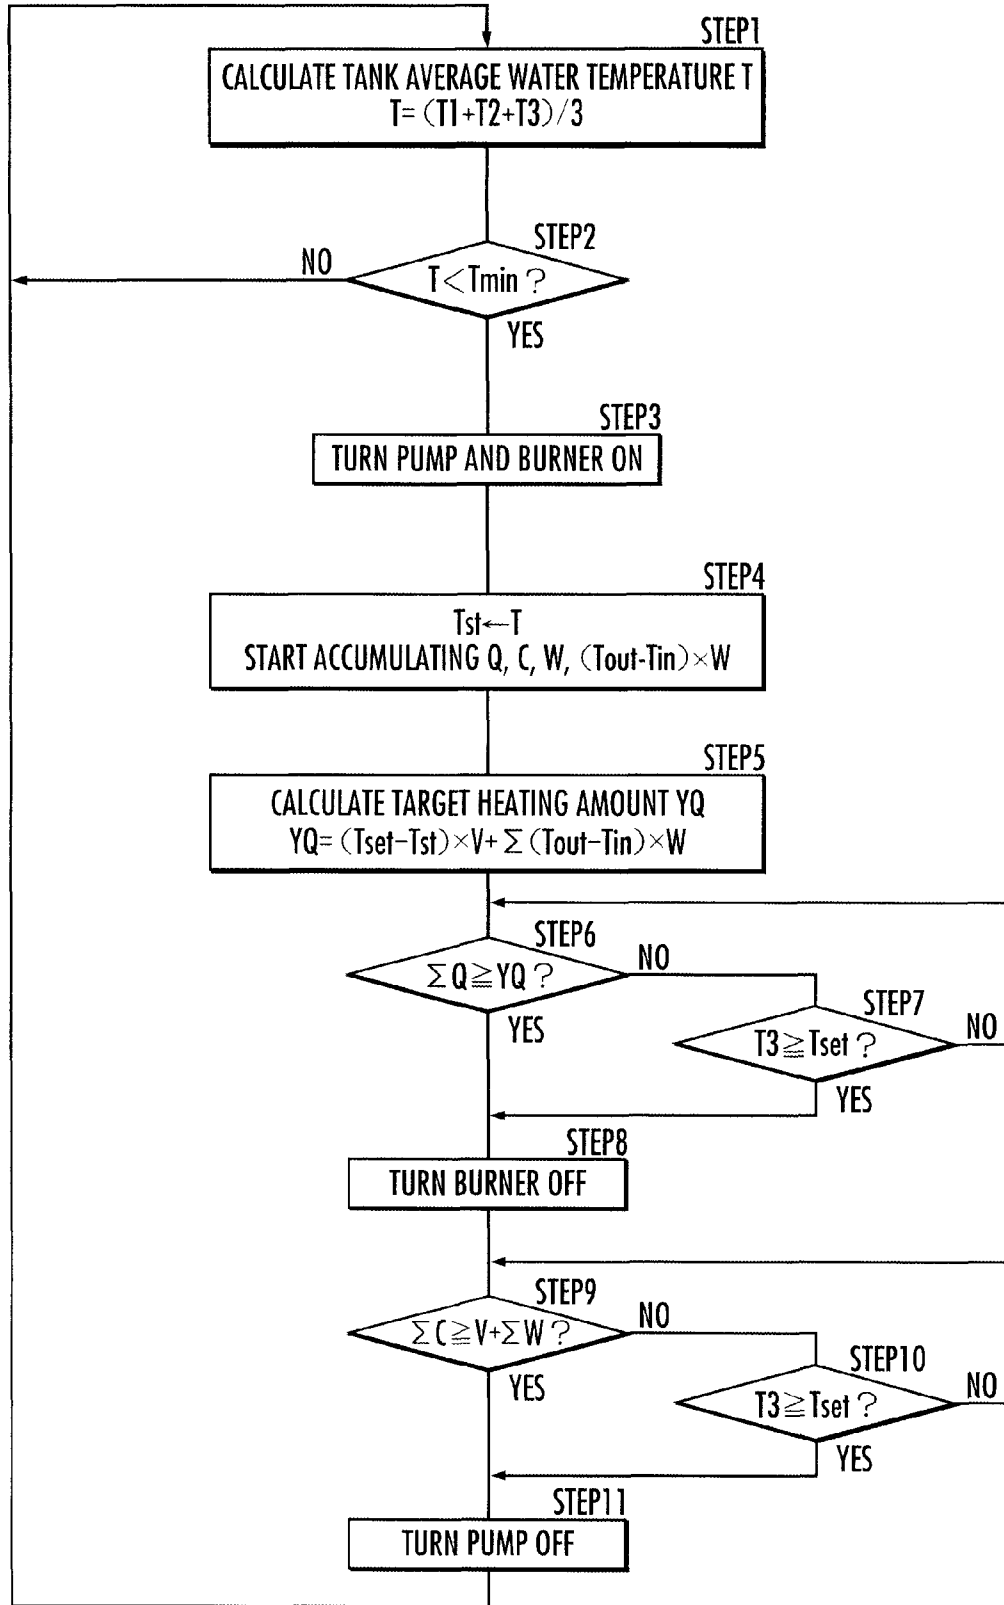 STEP1
CALCULATE TANK AVERAGE WATER TEMPERATURE T
T= (T1+T2+T3)/3
STEP2
NO
T<Tmin ?
YES
STEP3
TURN PUMP AND BURNER ON
STEP4
Tst←T
START ACCUMULATING Q, C, W, (Tout-Tin)×W
STEP5
CALCULATE TARGET HEATING AMOUNT YQ
YQ= (Tset-Tst)×V+Σ(Tout-Tin)×W
STEP6
NO
ΣQ≧YQ ?
YES
STEP7
NO
T3≧Tset ?
YES
STEP8
TURN BURNER OFF
STEP9
NO
ΣC≧V+ΣW ?
YES
STEP10
NO
T3≧Tset ?
YES
STEP11
TURN PUMP OFF